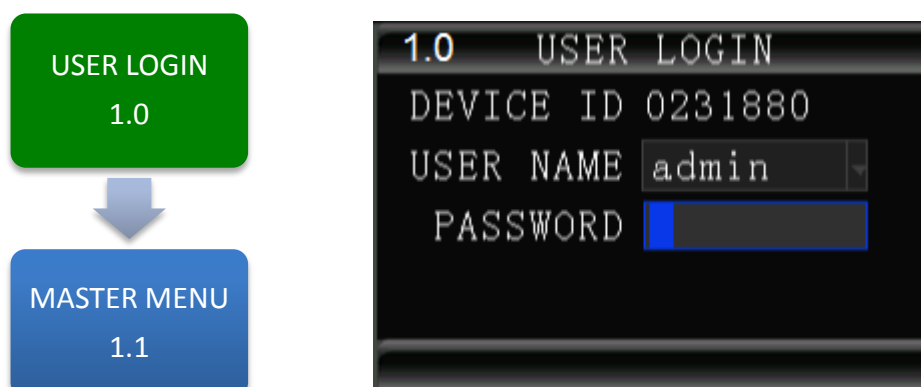 USER LOGIN
1.0
MASTER MENU
1.1
1.0 USER LOGIN
DEVICE ID 0231880
USER NAME admin
PASSWORD